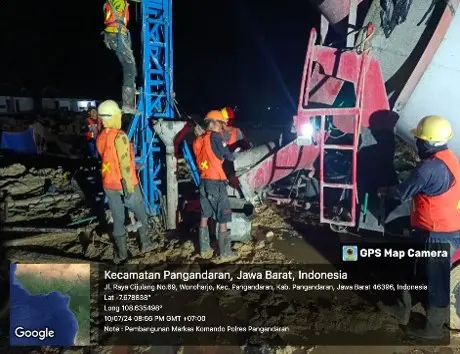 GPS Map Camera
Kecamatan Pangandaran, Jawa Barat, Indonesia
Jl. Raya Cijulang No.69, Wonoharjo, Kec. Pangandaran, Kab. Pangandaran, Jawa Barat 46396, Indonesia
Lat -7.678638°
Long 108.635498°
10/07/24 08:56 PM GMT +07:00
Note : Pembangunan Markas Komando Polres Pangandaran
Google